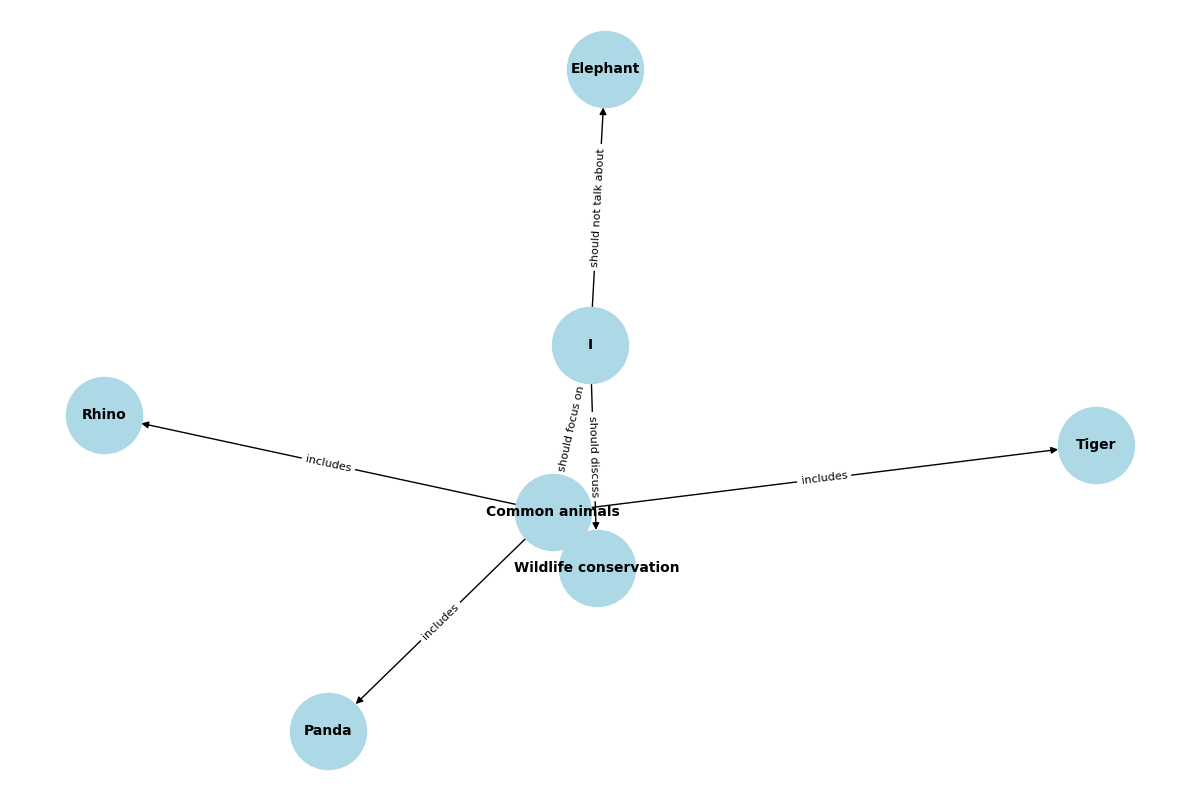 Elephant
should not talk about
I
should focus on
should discuss
Rhino
includes
Tiger
includes
Common animals
Wildlife conservation
includes
Panda